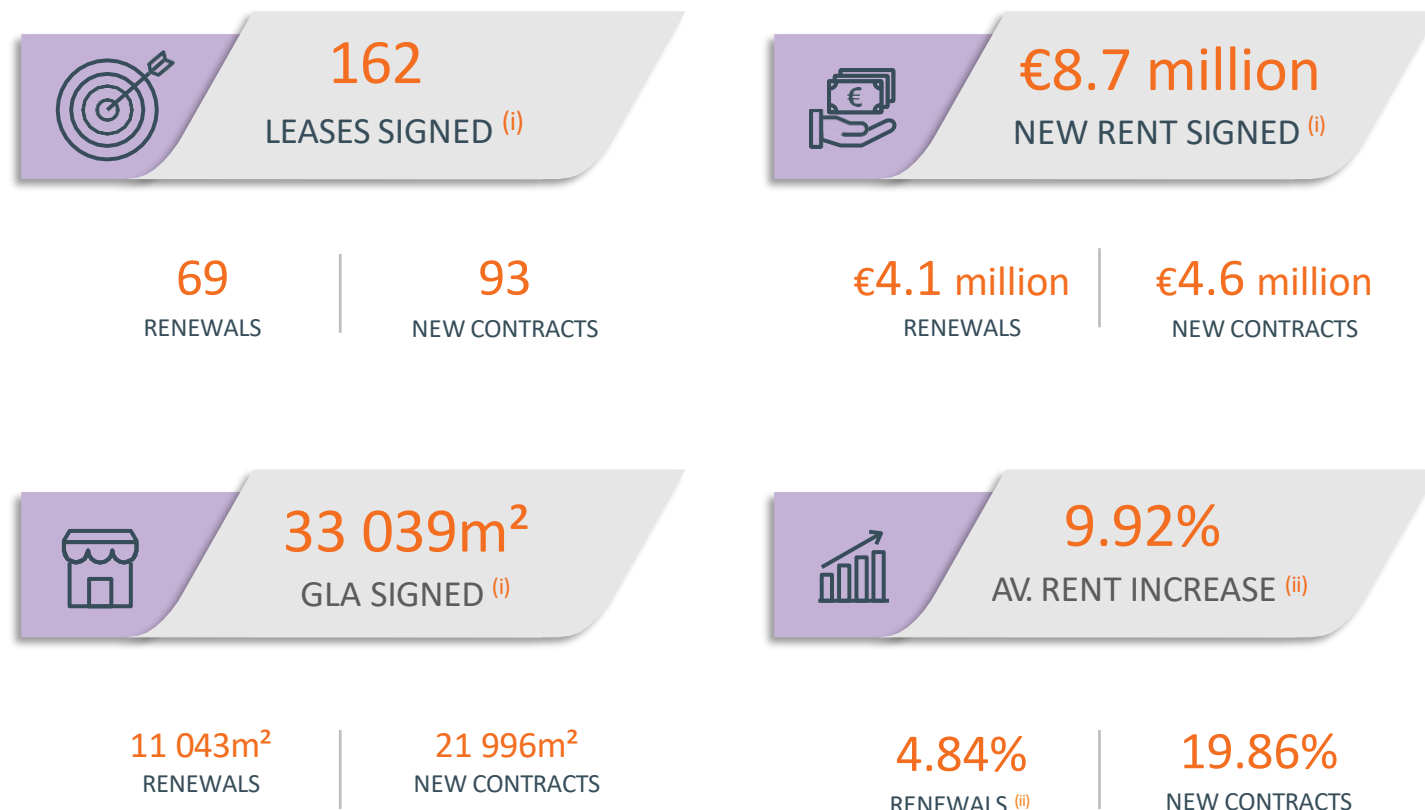 162
LEASES SIGNED (i)
69
RENEWALS
93
NEW CONTRACTS
€
€8.7 million
NEW RENT SIGNED (i)
€4.1 million
RENEWALS
€4.6 million
NEW CONTRACTS
33 039m²
GLA SIGNED (i)
11 043m²
RENEWALS
21 996m²
NEW CONTRACTS
9.92%
AV. RENT INCREASE (ii)
4.84%
RENEWALS (ii)
19.86%
NEW CONTRACTS